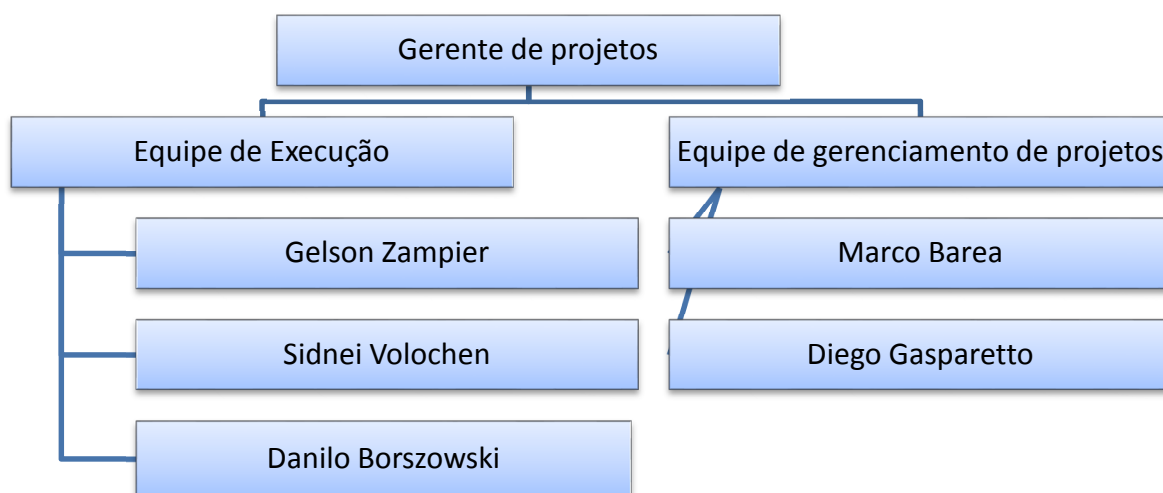 Gerente de projetos
Equipe de Execução
Equipe de gerenciamento de projetos
Gelson Zampier
Marco Barea
Sidnei Volochen
Diego Gasparetto
Danilo Borszowski